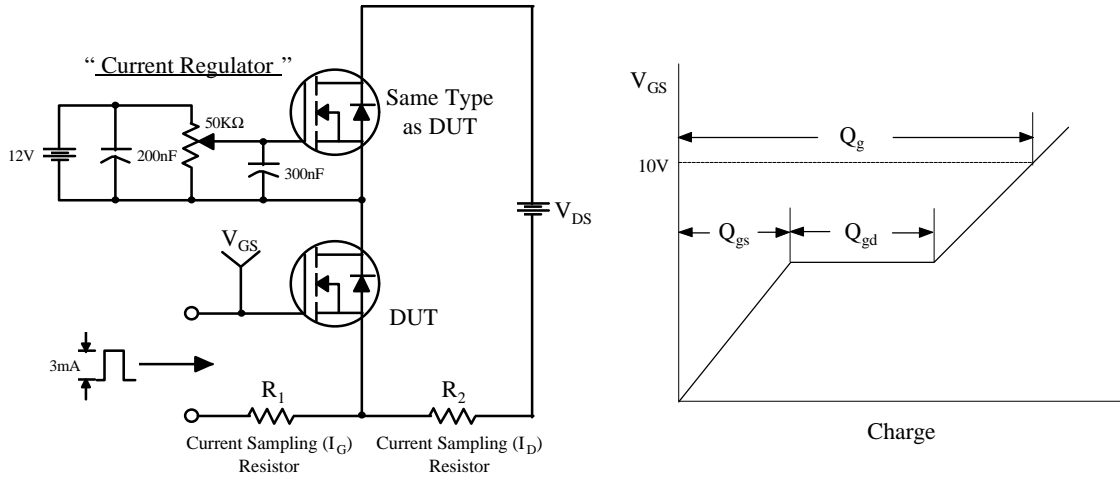 “ Current Regulator ”
12V
200nF
50KΩ
300nF
Same Type
as DUT
V_DS
V_GS
DUT
3mA
R_1
R_2
Current Sampling (I_G)
Resistor
Current Sampling (I_D)
Resistor
V_GS
Q_g
10V
Q_gs
Q_gd
Charge